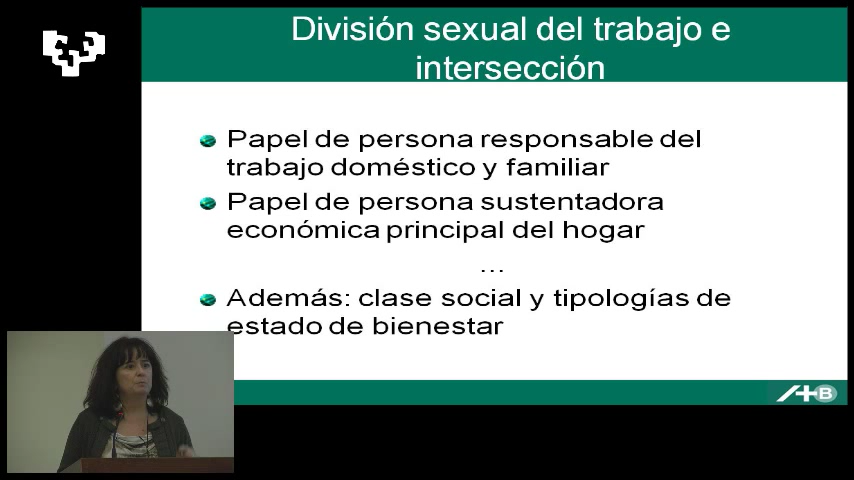 División sexual del trabajo e
intersección
Papel de persona responsable del
trabajo doméstico y familiar
Papel de persona sustentadora
económica principal del hogar
...
Además: clase social y tipologías de
estado de bienestar
B